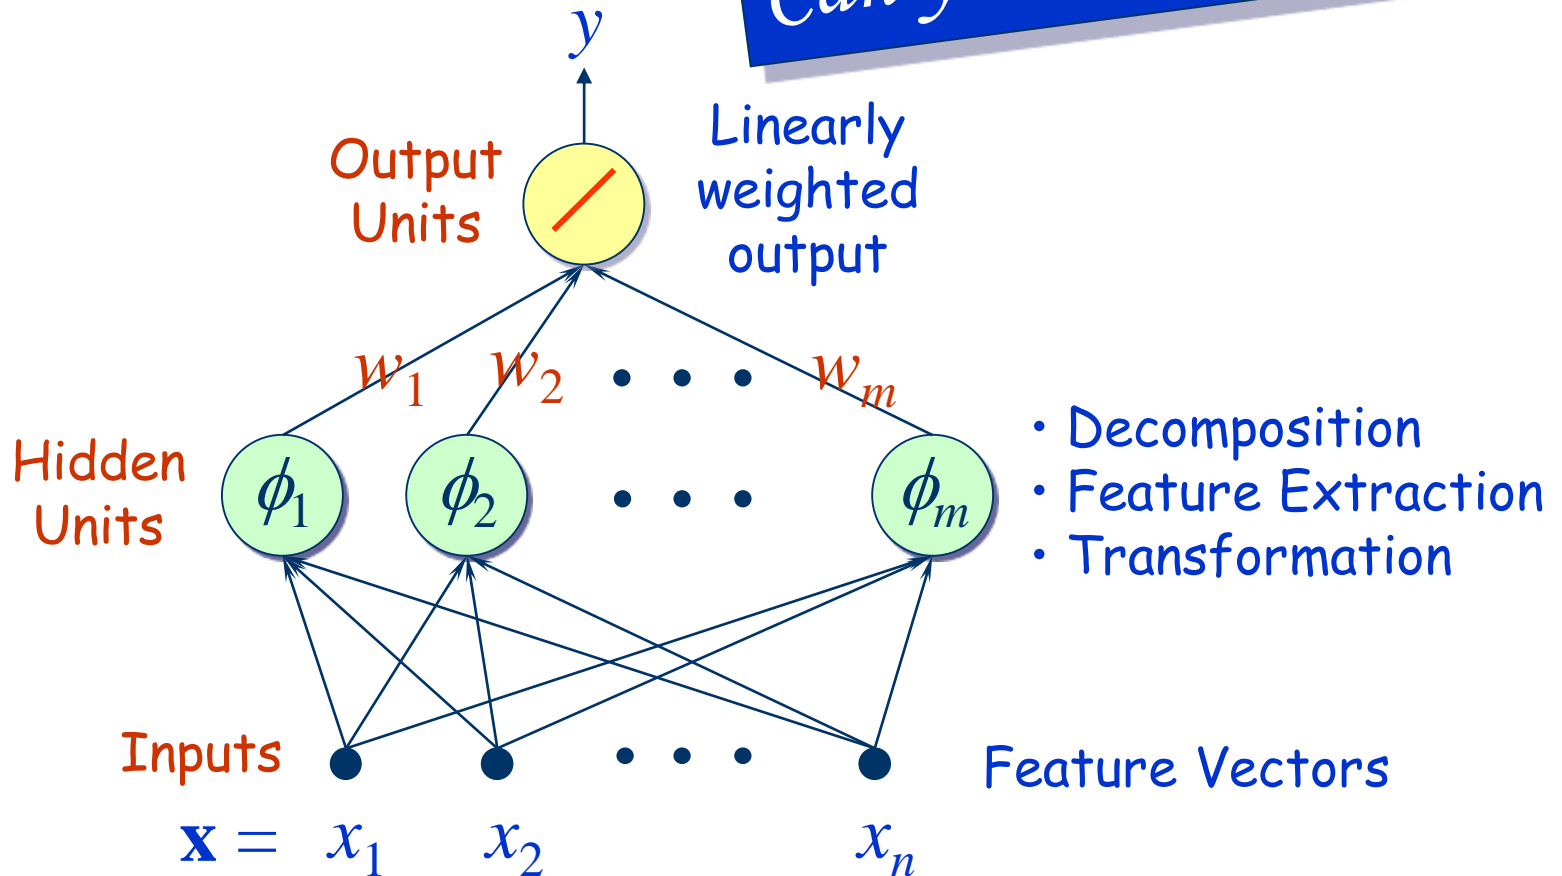 y
Linearly
weighted
output
Output
Units
w1 w2 wm
Hidden
Units
ϕ1 ϕ2 ϕm
• Decomposition
• Feature Extraction
• Transformation
Inputs
Feature Vectors
x = x1 x2 xn